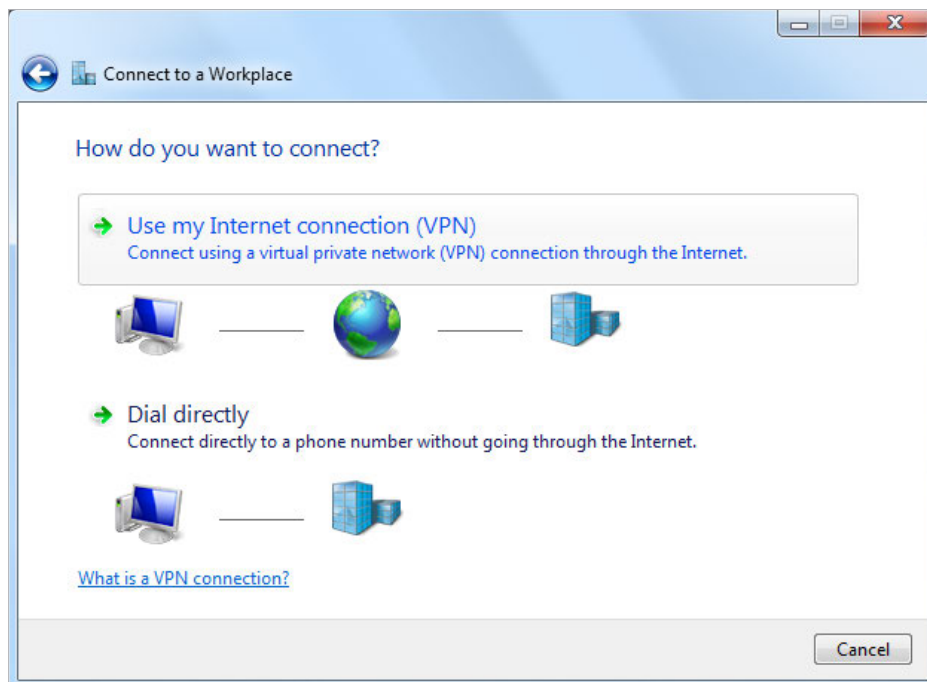 Connect to a Workplace
How do you want to connect?
Use my Internet connection (VPN)
Connect using a virtual private network (VPN) connection through the Internet.
Dial directly
Connect directly to a phone number without going through the Internet.
What is a VPN connection?
Cancel